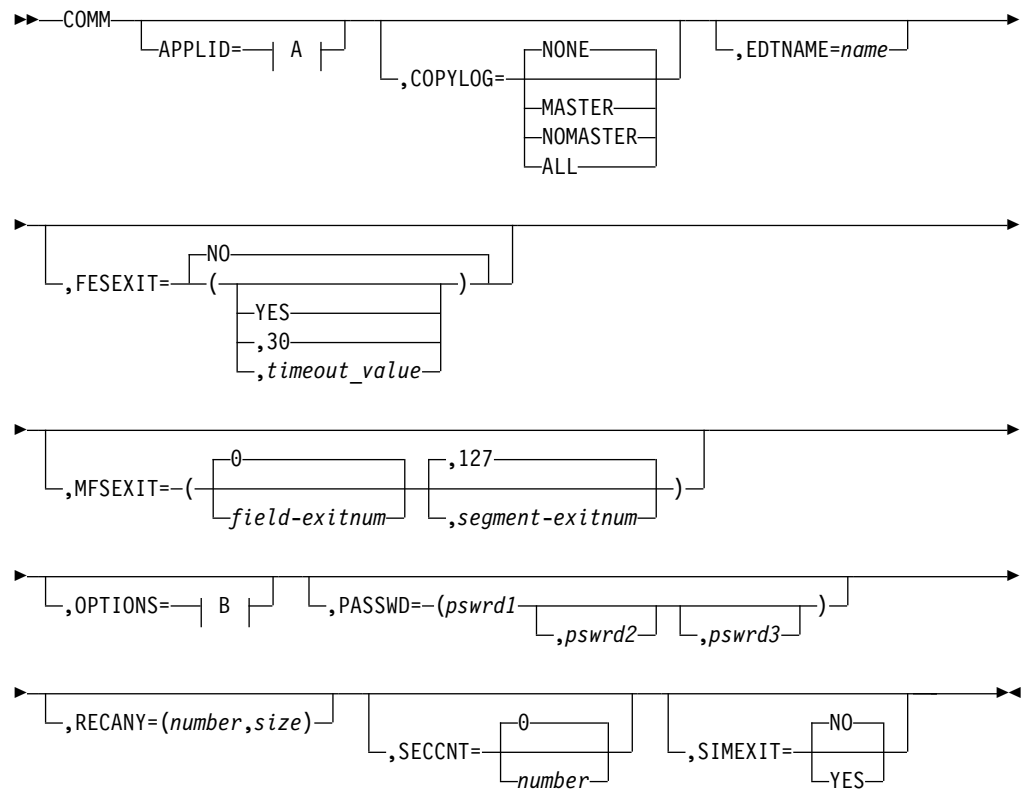 COMM
APPLID= A
,COPYLOG=
NONE
MASTER
NOMASTER
ALL
,EDTNAME=name
,FESEXIT=
NO
(
YES
,30
,timeout_value
)
,MFSEXIT=(
0
field-exitnum
,127
,segment-exitnum
)
,OPTIONS= B
,PASSWD=(pswrd1
,pswrd2
,pswrd3
)
,RECANY=(number,size)
,SECCNT=
0
number
,SIMEXIT=
NO
YES